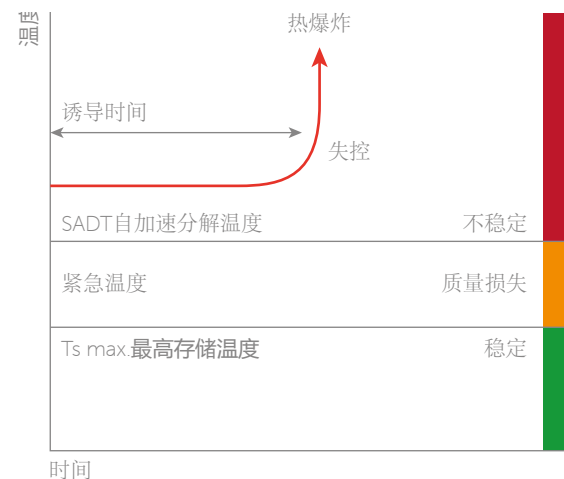 温度
热爆炸
诱导时间
失控
SADT自加速分解温度
不稳定
紧急温度
质量损失
Ts max.最高存储温度
稳定
时间